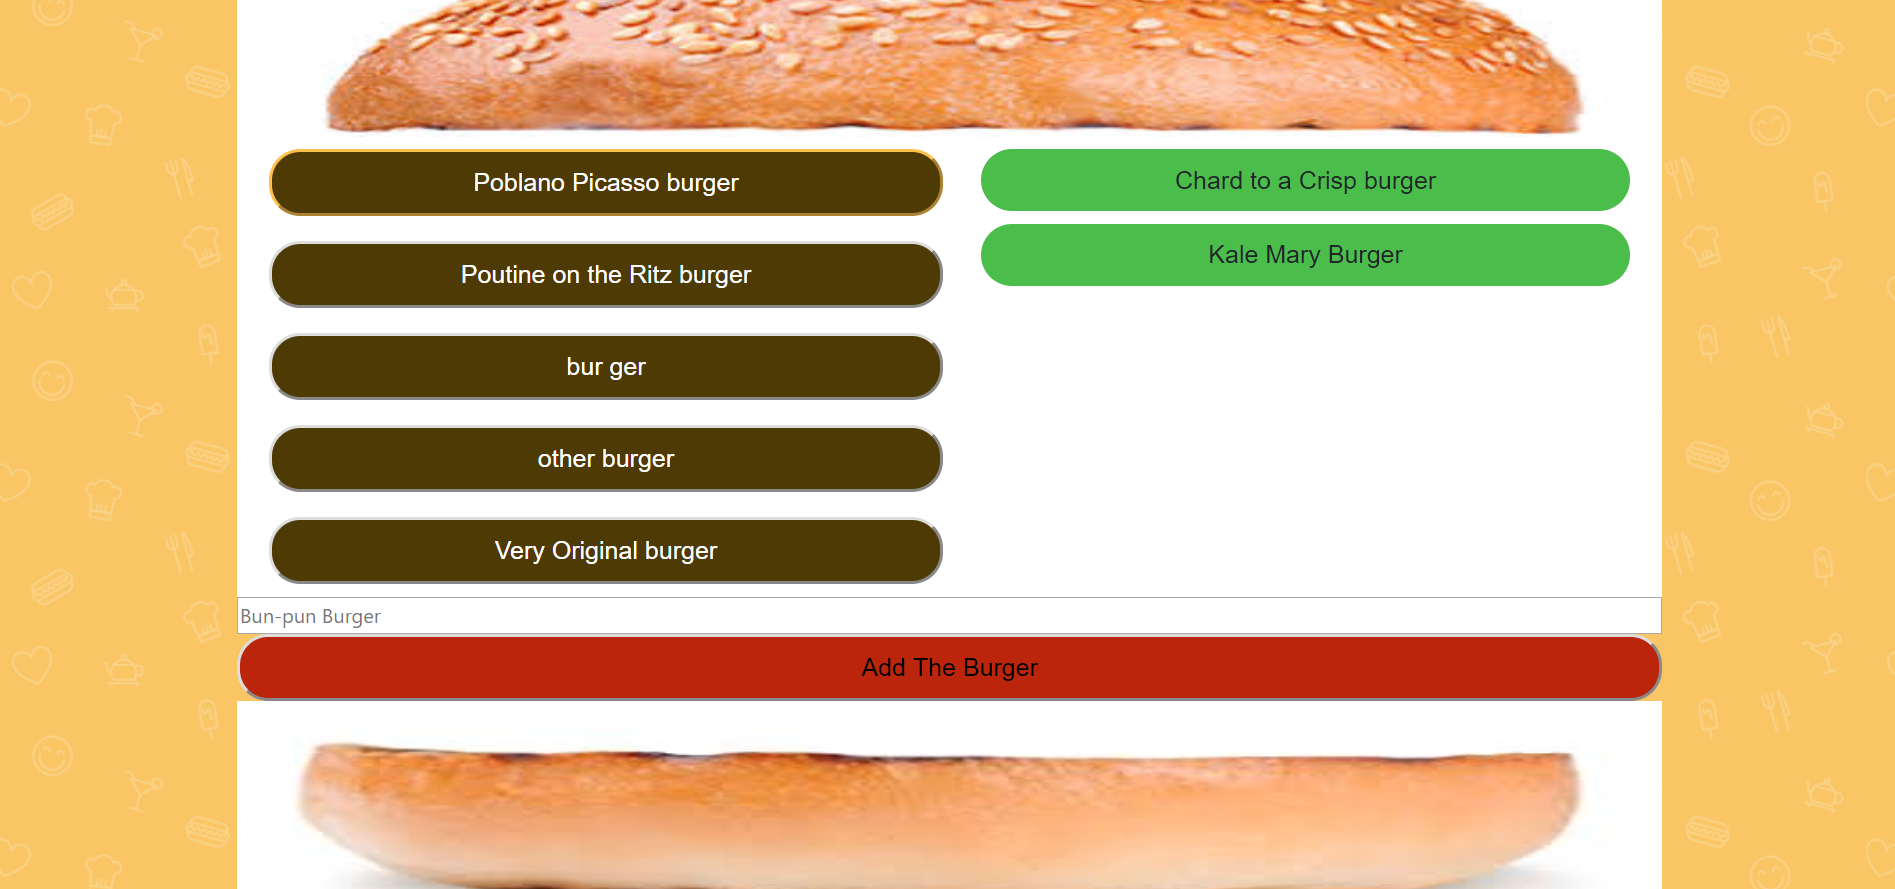 Poblano Picasso burger
Poutine on the Ritz burger
bur ger
other burger
Very Original burger
Chard to a Crisp burger
Kale Mary Burger
Bun-pun Burger
Add The Burger